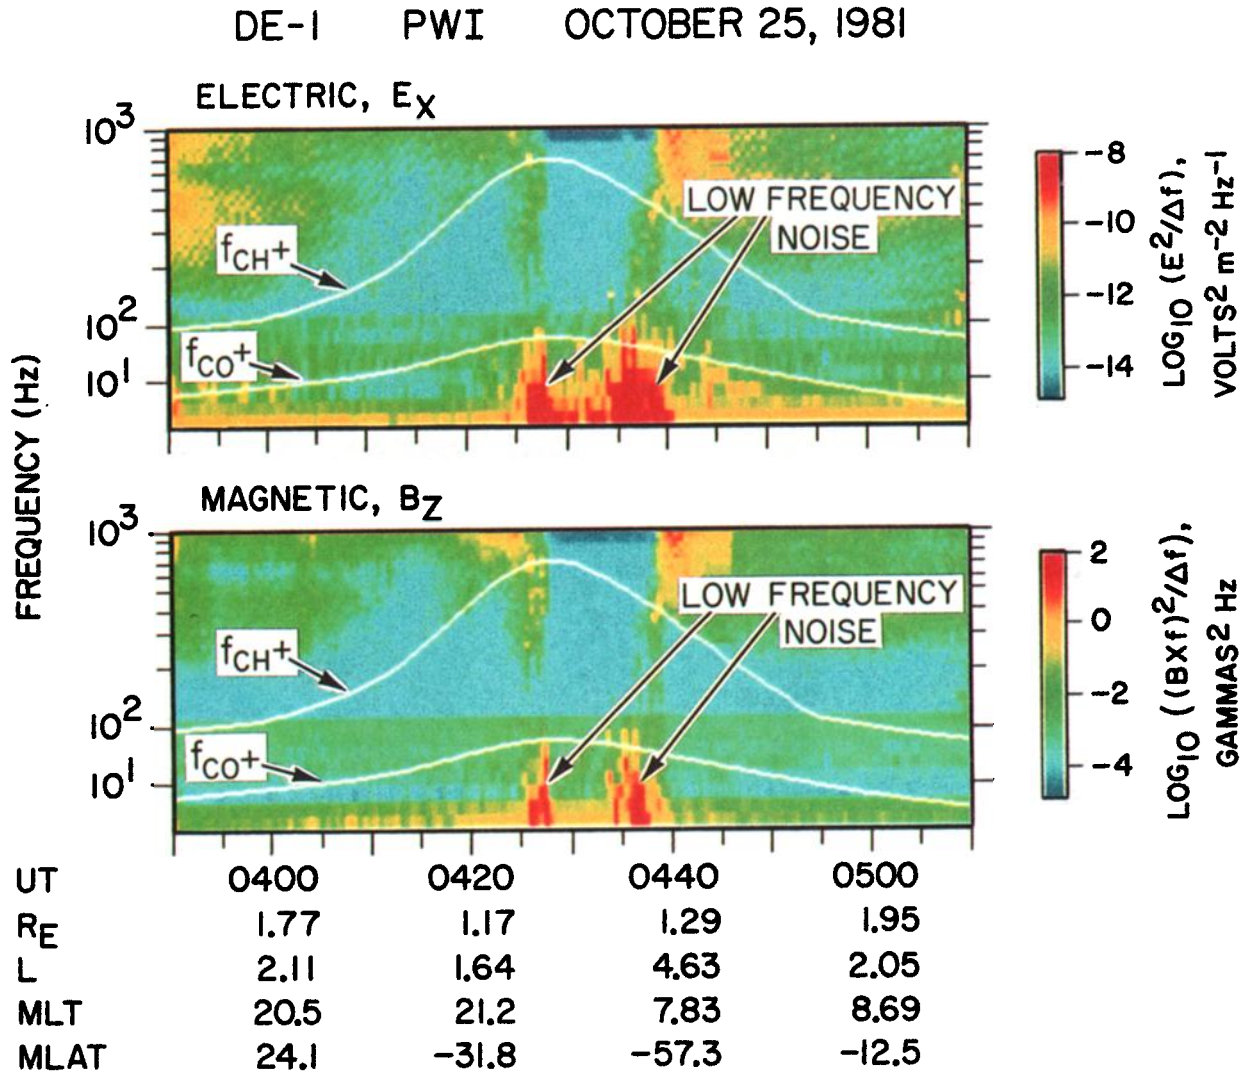 DE-1 PWI OCTOBER 25, 1981
ELECTRIC, EX
10³
10²
10¹
fCH+
fCO+
LOW FREQUENCY
NOISE
-8
-10
-12
-14
LOG10 (E²/Δf),
VOLTS² m⁻² Hz⁻¹
FREQUENCY (Hz)
MAGNETIC, BZ
10³
10²
10¹
fCH+
fCO+
LOW FREQUENCY
NOISE
2
0
-2
-4
LOG10 ((BXf)²/Δf),
GAMMAS² Hz
UT 0400 0420 0440 0500
RE 1.77 1.17 1.29 1.95
L 2.11 1.64 4.63 2.05
MLT 20.5 21.2 7.83 8.69
MLAT 24.1 -31.8 -57.3 -12.5